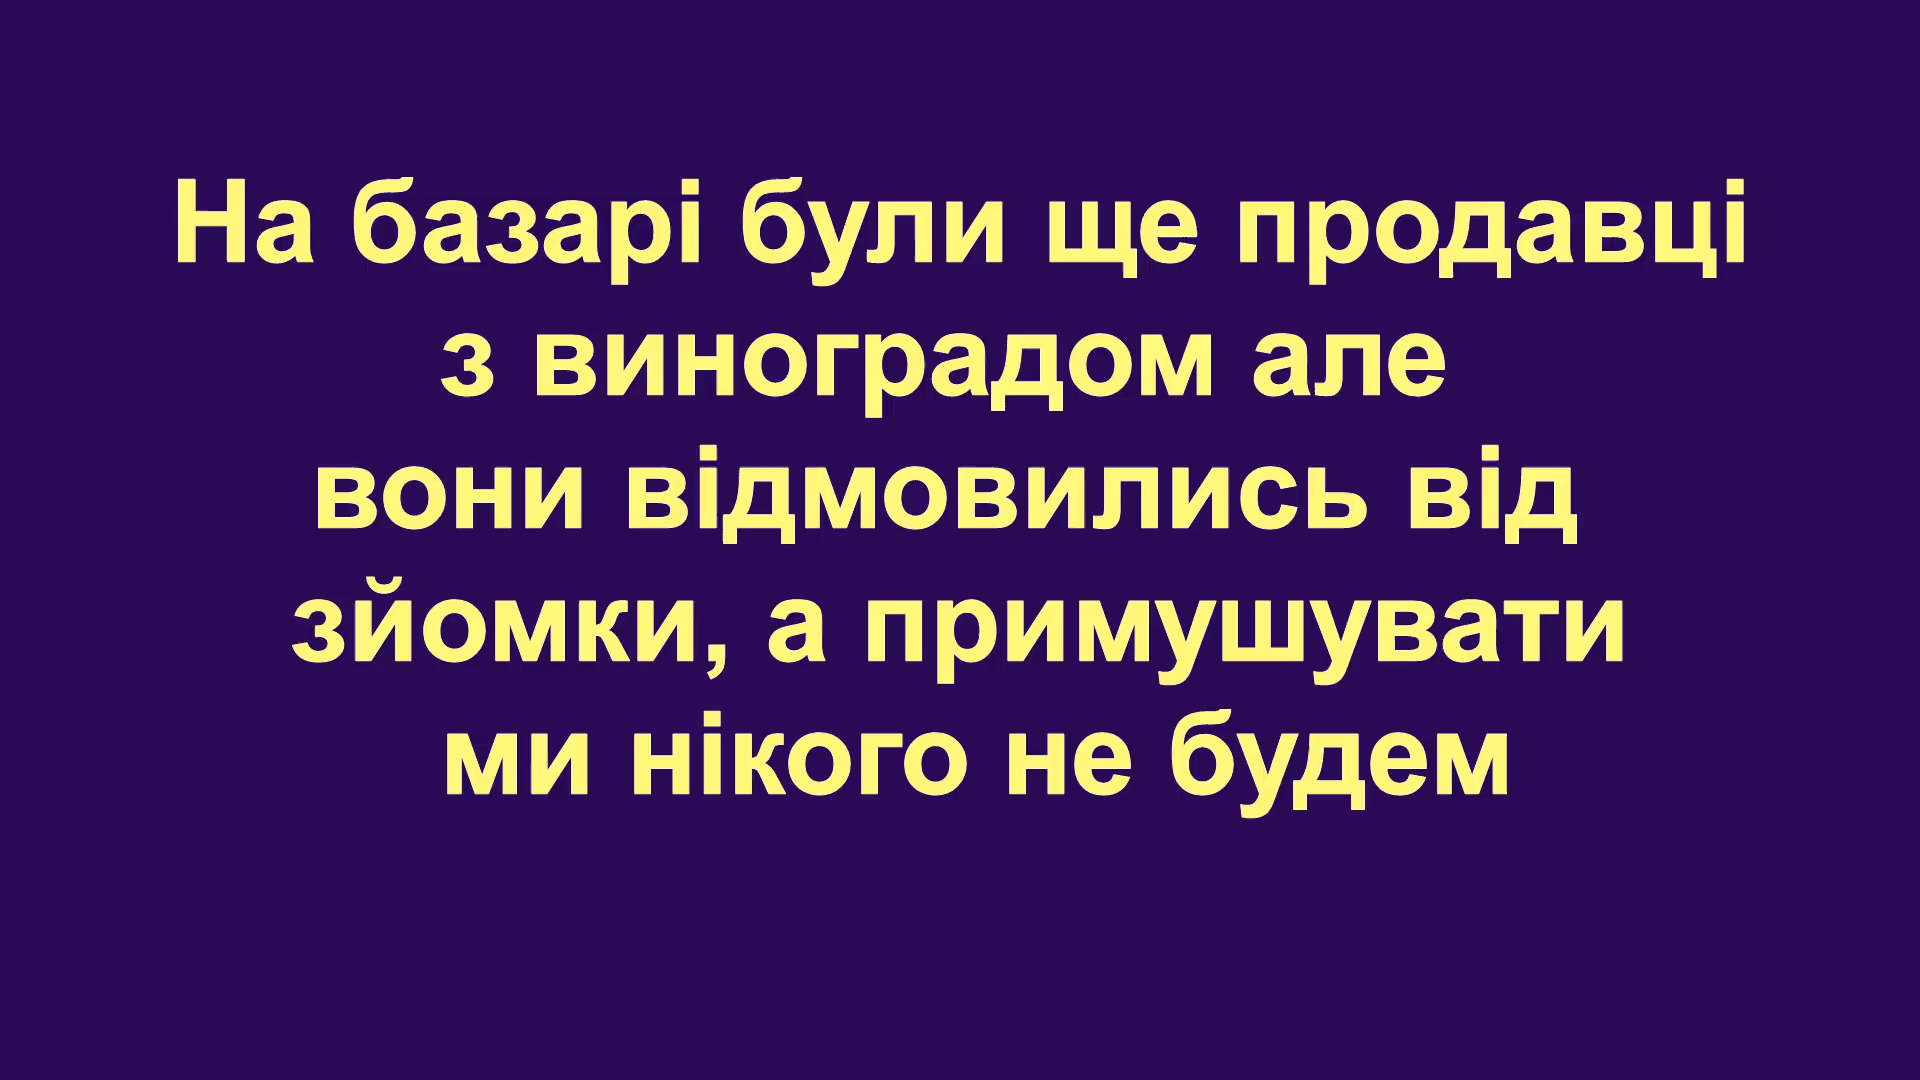 На базарі були ще продавці
з виноградом але
вони відмовились від
зйомки, а примушувати
ми нікого не будем